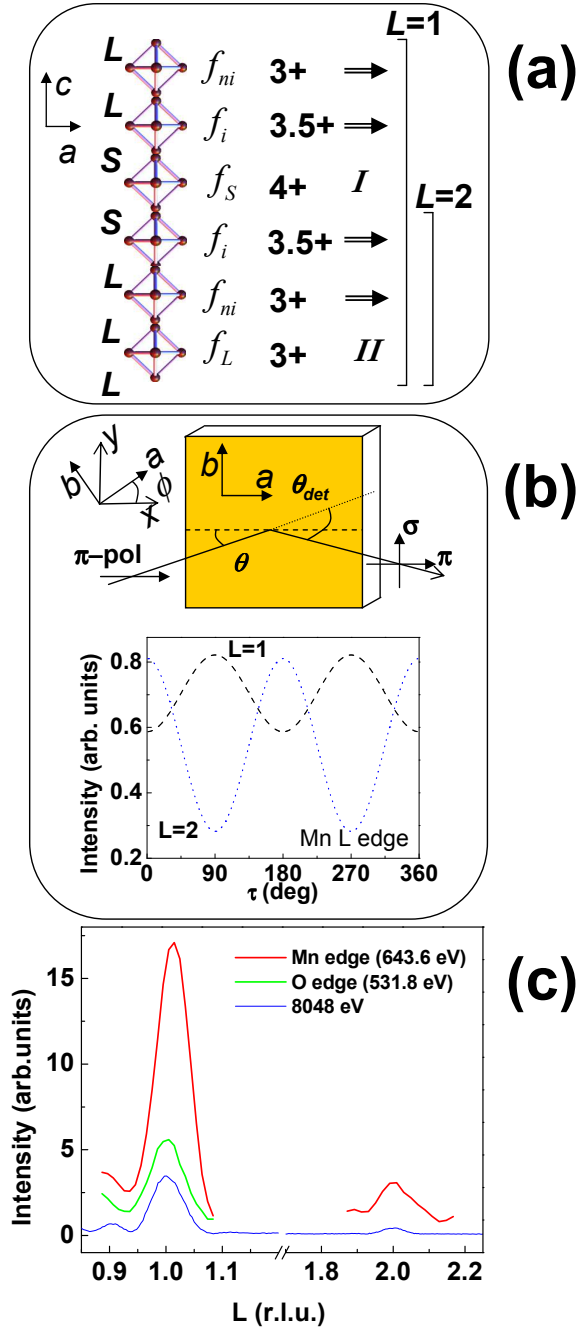 (a)
L=1
c
a
L f_ni 3+ ⇒
L f_i 3.5+ ⇒
S f_S 4+ I
L=2
S f_i 3.5+ ⇒
L f_ni 3+ ⇒
L f_L 3+ II
L
(b)
y
b a ϕ
x
b
a
θ_det
π–pol
θ
σ
π
Intensity (arb. units)
0.8
0.6
0.4
0.2
L=1
L=2
Mn L edge
0 90 180 270 360
τ (deg)
(c)
Intensity (arb.units)
15
10
5
0
Mn edge (643.6 eV)
O edge (531.8 eV)
8048 eV
0.9 1.0 1.1 1.8 2.0 2.2
L (r.l.u.)